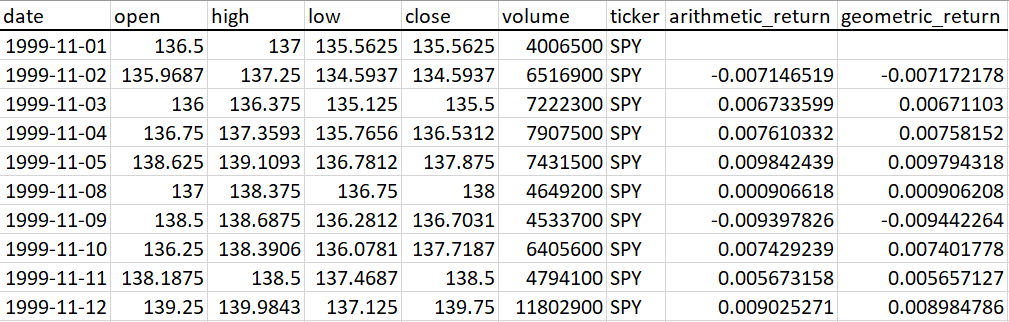 date open high low close volume ticker arithmetic_return geometric_return
1999-11-01 136.5 137 135.5625 135.5625 4006500 SPY
1999-11-02 135.9687 137.25 134.5937 134.5937 6516900 SPY -0.007146519 -0.007172178
1999-11-03 136 136.375 135.125 135.5 7222300 SPY 0.006733599 0.00671103
1999-11-04 136.75 137.3593 135.7656 136.5312 7907500 SPY 0.007610332 0.00758152
1999-11-05 138.625 139.1093 136.7812 137.875 7431500 SPY 0.009842439 0.009794318
1999-11-08 137 138.375 136.75 138 4649200 SPY 0.000906618 0.000906208
1999-11-09 138.5 138.6875 136.2812 136.7031 4533700 SPY -0.009397826 -0.009442264
1999-11-10 136.25 138.3906 136.0781 137.7187 6405600 SPY 0.007429239 0.007401778
1999-11-11 138.1875 138.5 137.4687 138.5 4794100 SPY 0.005673158 0.005657127
1999-11-12 139.25 139.9843 137.125 139.75 11802900 SPY 0.009025271 0.008984786